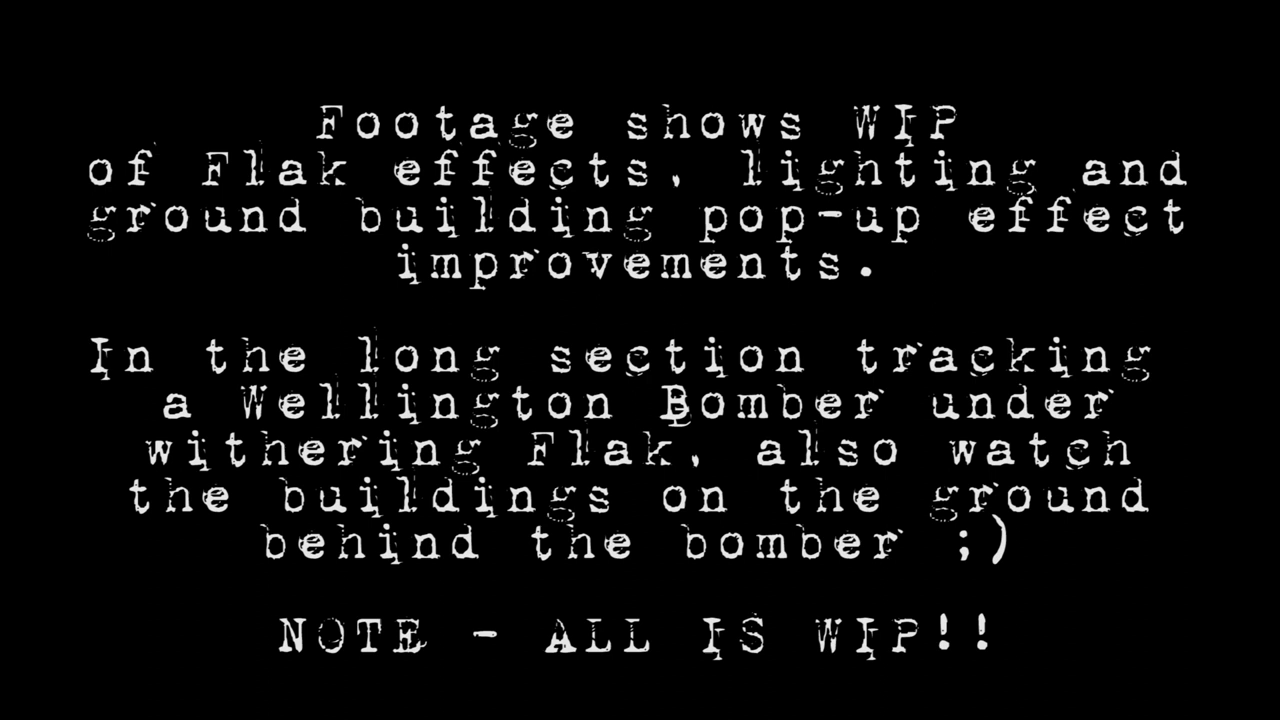 Footage shows WIP
of Flak effects, lighting and
ground building pop-up effect
improvements.
In the long section tracking
a Wellington Bomber under
withering Flak, also watch
the buildings on the ground
behind the bomber ;)
NOTE - ALL IS WIP!!